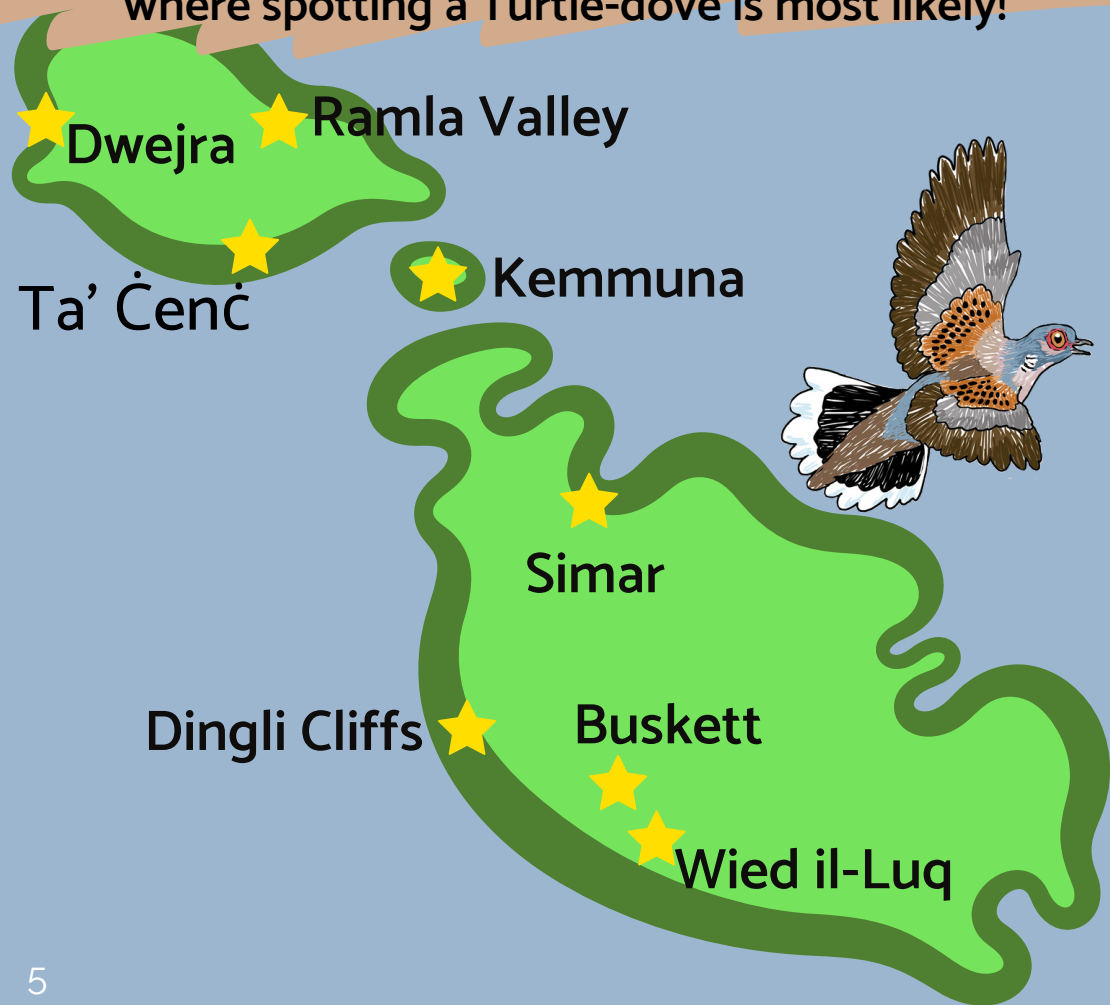 where spotting a Turtle-dove is most likely!
Ramla Valley
Dwejra
Ta’ Ċenċ
Kemmuna
Simar
Buskett
Dingli Cliffs
Wied il-Luq
5